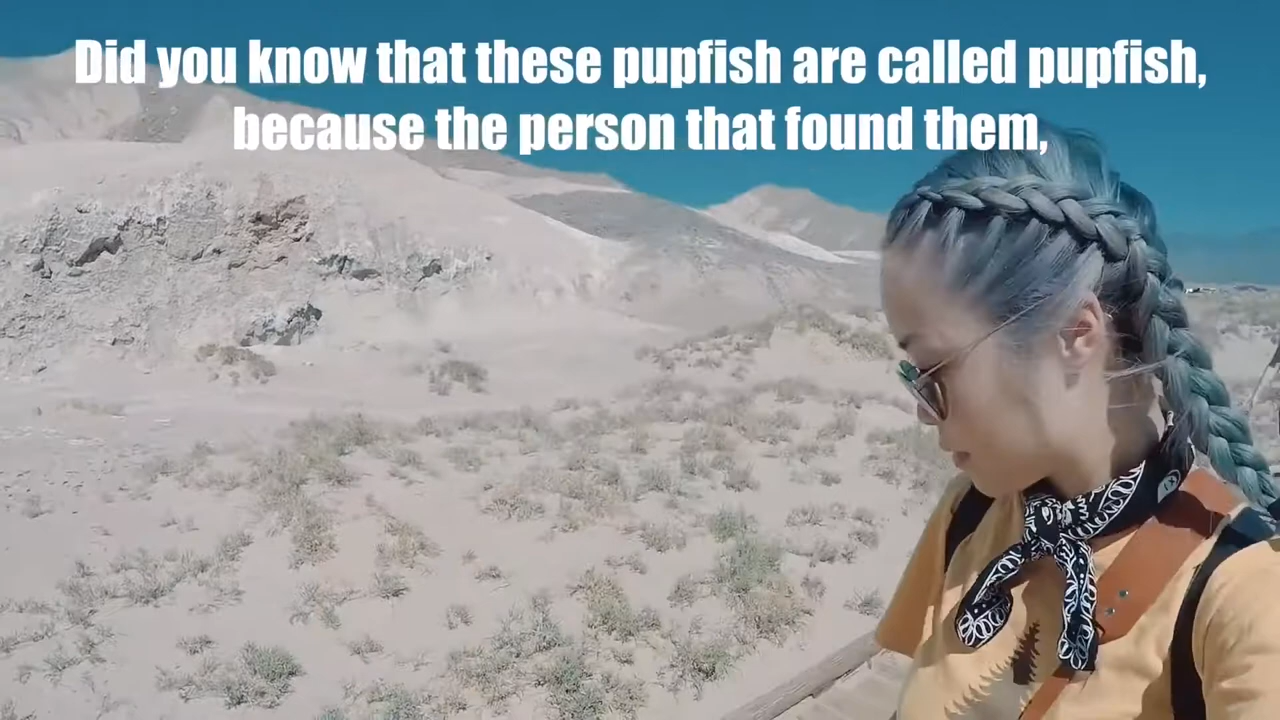 Did you know that these pupfish are called pupfish,
because the person that found them,